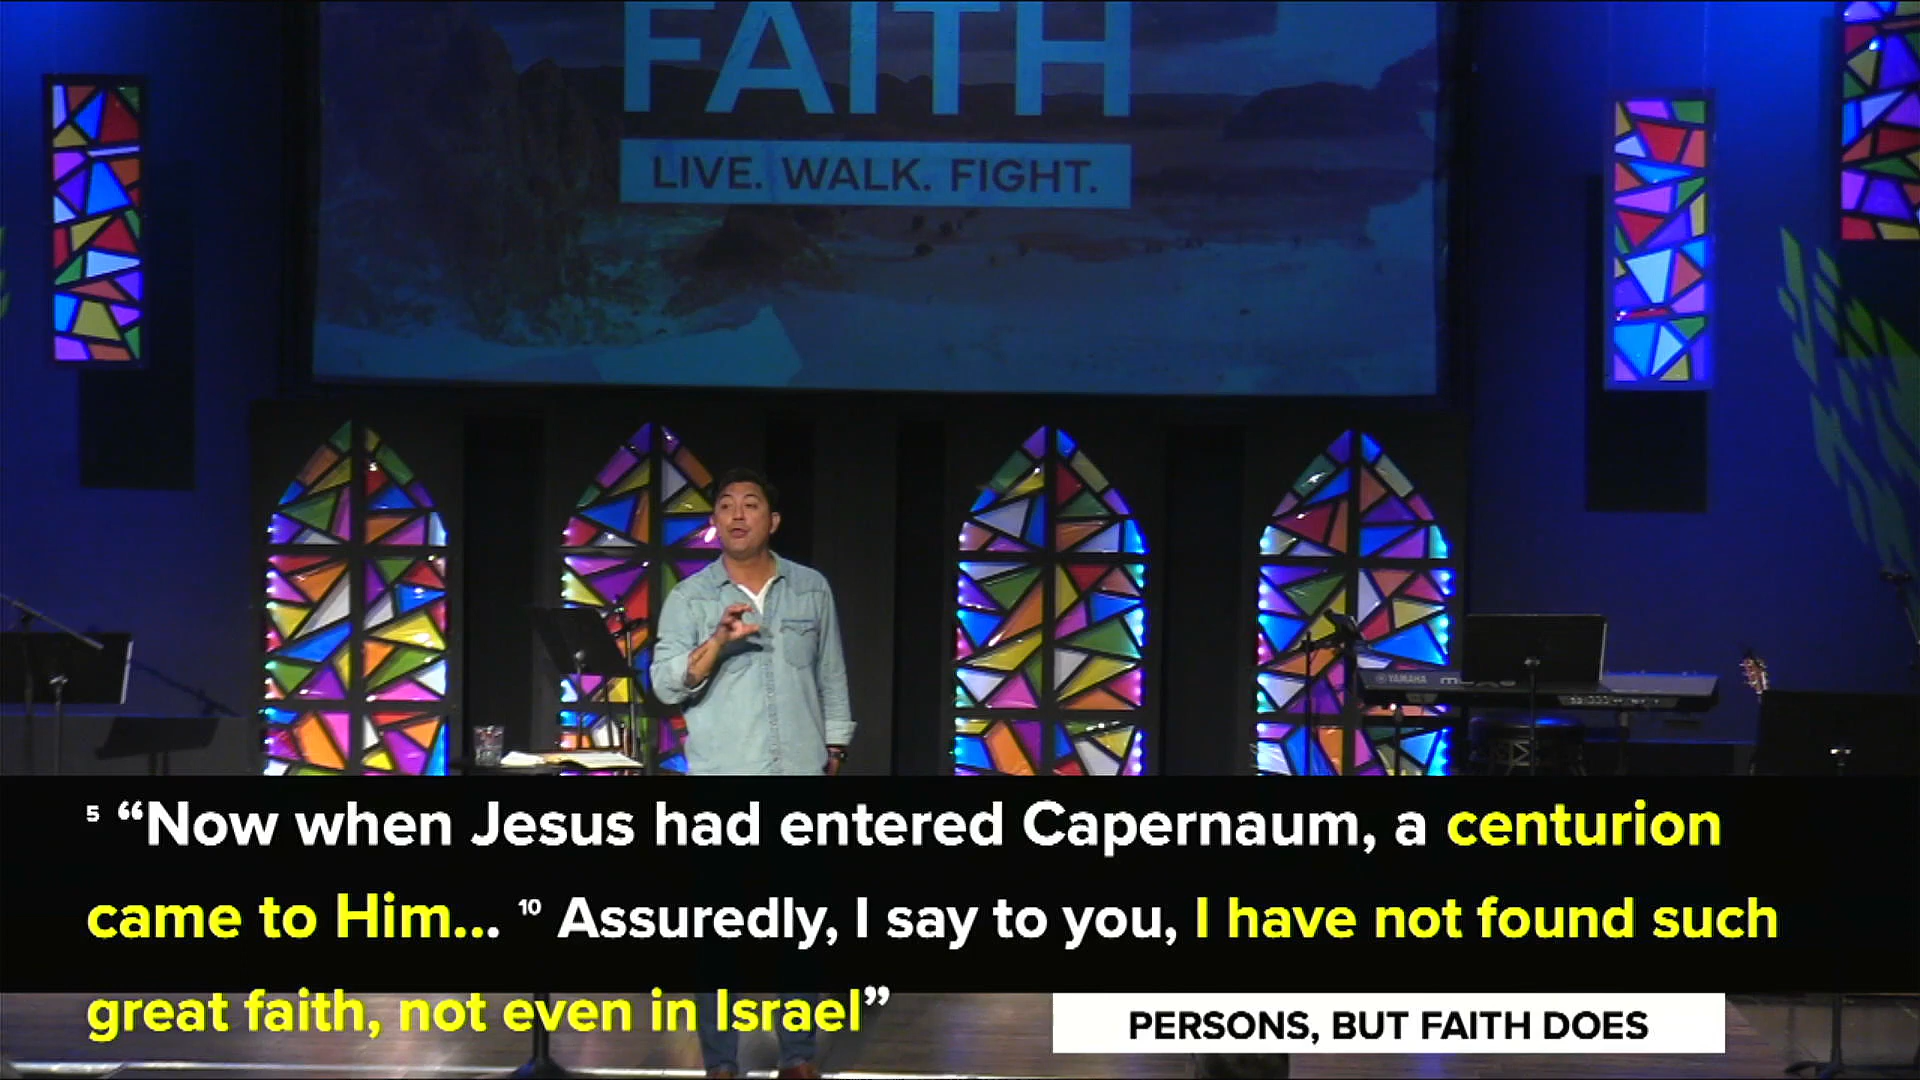 FAITH
LIVE. WALK. FIGHT.
YAMAHA
5 “Now when Jesus had entered Capernaum, a centurion
came to Him... 10 Assuredly, I say to you, I have not found such
great faith, not even in Israel”
PERSONS, BUT FAITH DOES